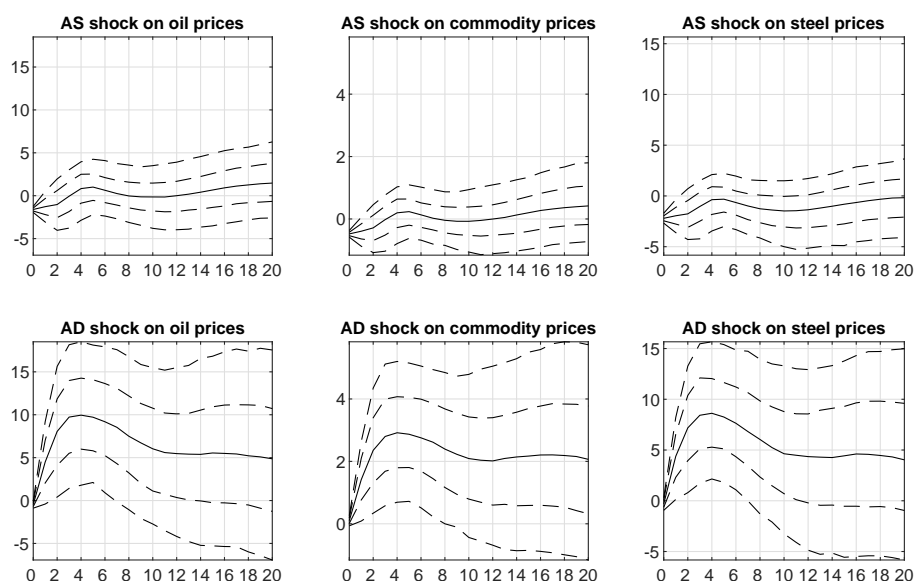 AS shock on oil prices
15
10
5
0
-5
0 2 4 6 8 10 12 14 16 18 20
AS shock on commodity prices
4
2
0
0 2 4 6 8 10 12 14 16 18 20
AS shock on steel prices
15
10
5
0
-5
0 2 4 6 8 10 12 14 16 18 20
AD shock on oil prices
15
10
5
0
-5
0 2 4 6 8 10 12 14 16 18 20
AD shock on commodity prices
4
2
0
0 2 4 6 8 10 12 14 16 18 20
AD shock on steel prices
15
10
5
0
-5
0 2 4 6 8 10 12 14 16 18 20